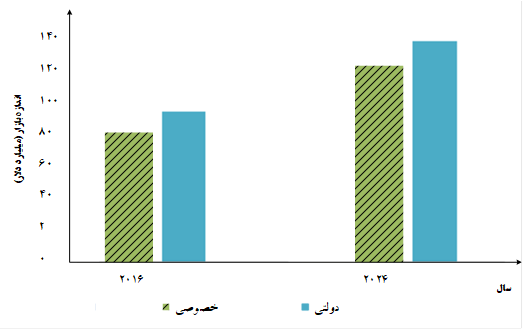 ۱۴۰
۱۲۰
۱۰۰
۸۰
۶۰
۴۰
۲
۰
اندازه بازار (میلیارد دلار)
۲۰۱۶
۲۰۲۴
سال
خصوصی
دولتی